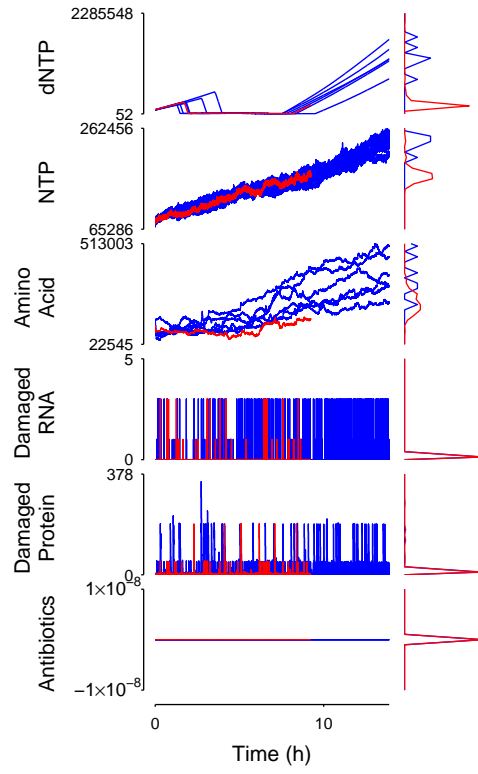 2285548
dNTP
52
262456
NTP
65286
513003
Amino
Acid
22545
5
Damaged
RNA
0
378
Damaged
Protein
0
1×10⁻⁸
Antibiotics
−1×10⁻⁸
0 10
Time (h)